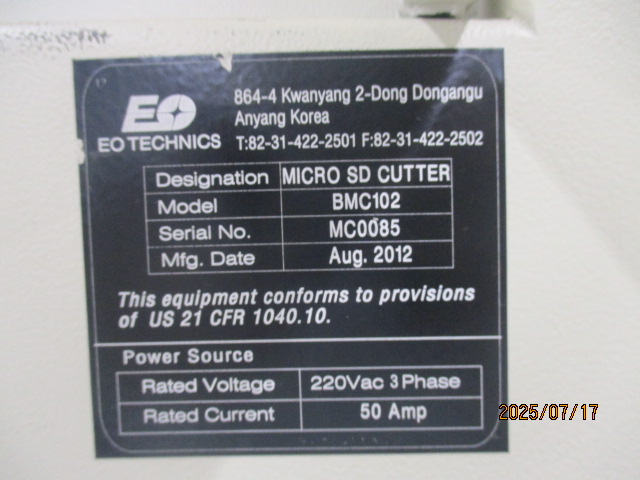 EO
EO TECHNICS
864-4 Kwanyang 2-Dong Dongangu
Anyang Korea
T:82-31-422-2501 F:82-31-422-2502
Designation MICRO SD CUTTER
Model BMC102
Serial No. MC0085
Mfg. Date Aug. 2012
This equipment conforms to provisions
of US 21 CFR 1040.10.
Power Source
Rated Voltage 220Vac 3 Phase
Rated Current 50 Amp
2025/07/17